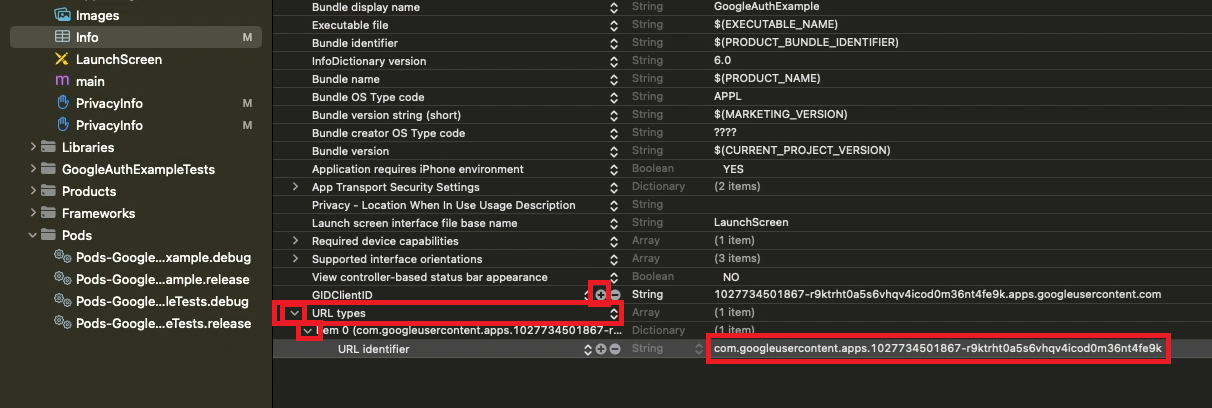 Images
Info M
LaunchScreen
main
PrivacyInfo M
PrivacyInfo M
Libraries
GoogleAuthExampleTests
Products
Frameworks
Pods
Pods-Google...xample.debug
Pods-Google...ample.release
Pods-Google...leTests.debug
Pods-Google...eTests.release
Bundle display name String GoogleAuthExample
Executable file String $(EXECUTABLE_NAME)
Bundle identifier String $(PRODUCT_BUNDLE_IDENTIFIER)
InfoDictionary version String 6.0
Bundle name String $(PRODUCT_NAME)
Bundle OS Type code String APPL
Bundle version string (short) String $(MARKETING_VERSION)
Bundle creator OS Type code String ????
Bundle version String $(CURRENT_PROJECT_VERSION)
Application requires iPhone environment Boolean YES
App Transport Security Settings Dictionary (2 items)
Privacy - Location When In Use Usage Description String
Launch screen interface file base name String LaunchScreen
Required device capabilities Array (1 item)
Supported interface orientations Array (3 items)
View controller-based status bar appearance Boolean NO
GIDClientID String 1027734501867-r9ktrht0a5s6vhqv4icod0m36nt4fe9k.apps.googleusercontent.com
URL types Array (1 item)
0 (com.googleusercontent.apps.1027734501867-r... Dictionary (1 item)
URL identifier String com.googleusercontent.apps.1027734501867-r9ktrht0a5s6vhqv4icod0m36nt4fe9k